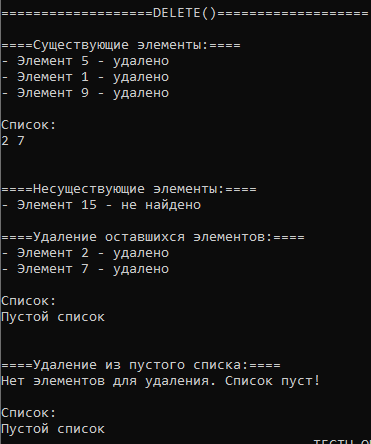 ===================DELETE()===================
====Существующие элементы:====
- Элемент 5 - удалено
- Элемент 1 - удалено
- Элемент 9 - удалено
Список:
2 7
====Несуществующие элементы:====
- Элемент 15 - не найдено
====Удаление оставшихся элементов:====
- Элемент 2 - удалено
- Элемент 7 - удалено
Список:
Пустой список
====Удаление из пустого списка:====
Нет элементов для удаления. Список пуст!
Список:
Пустой список